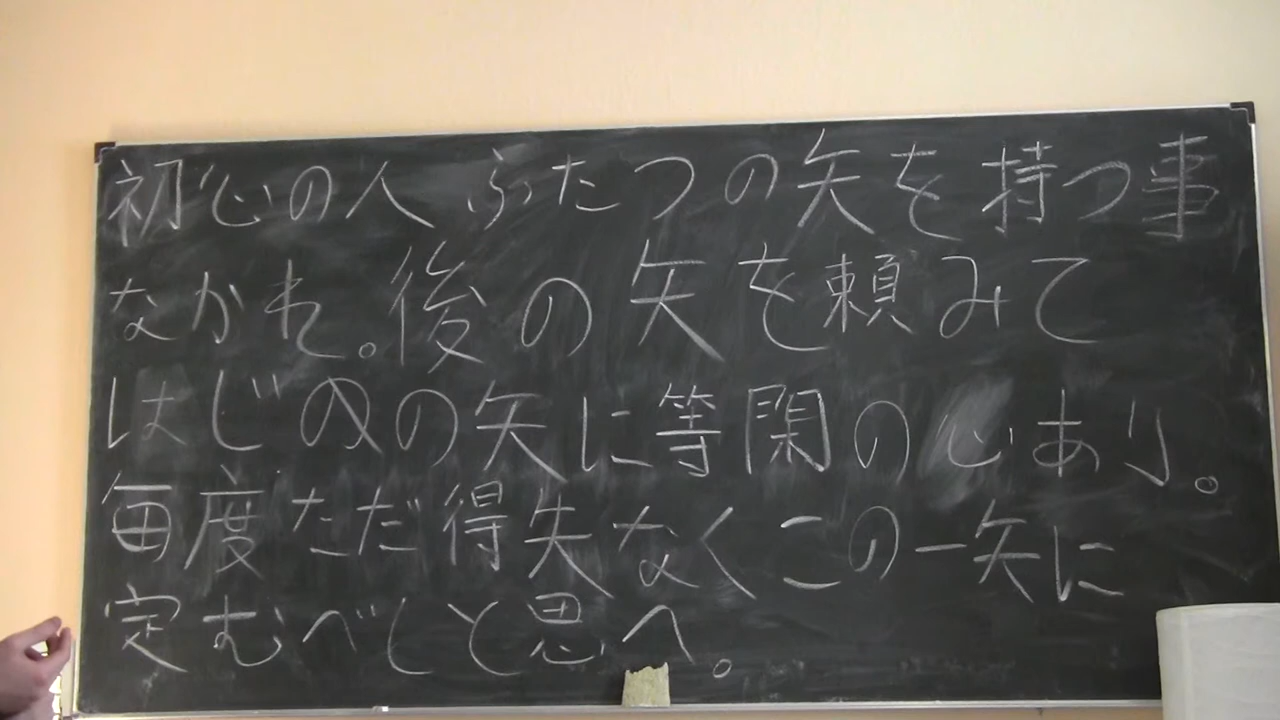 初心の人ふたつの矢を持つ事
なかれ。後の矢を頼みて
はじめの矢に等閑の心あり。
毎度ただ得失なくこの一矢に
定むべしと思へ。